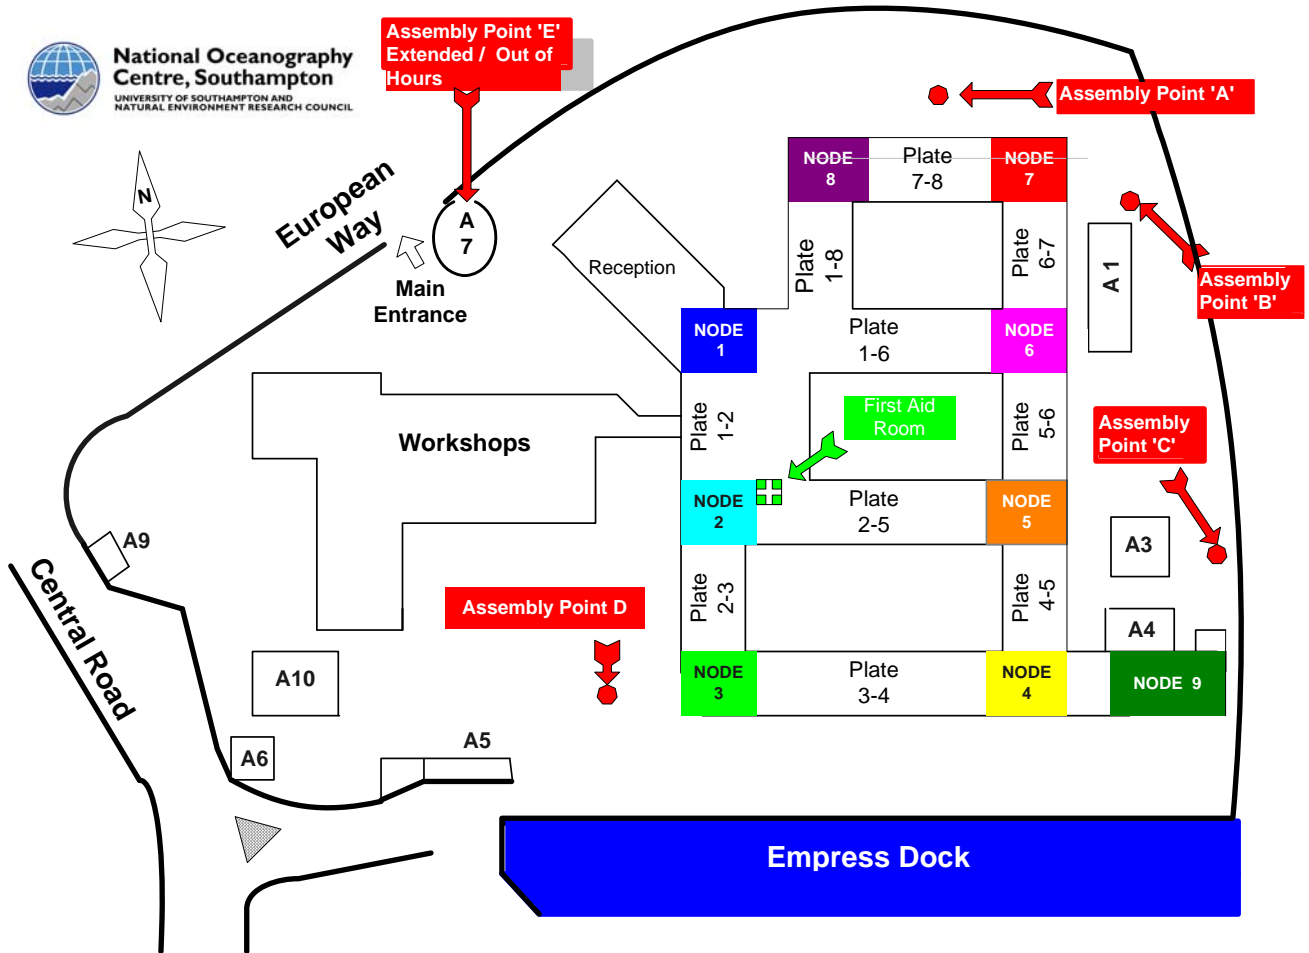 National Oceanography
Centre, Southampton
UNIVERSITY OF SOUTHAMPTON AND
NATURAL ENVIRONMENT RESEARCH COUNCIL
Assembly Point 'E'
Extended / Out of
Hours
Assembly Point 'A'
N
European
Way
A
7
Main
Entrance
Reception
NODE
8
Plate
7-8
NODE
7
Plate
1-8
Plate
6-7
A 1
Assembly
Point 'B'
NODE
1
Plate
1-6
NODE
6
Workshops
Plate
1-2
First Aid
Room
Plate
5-6
Assembly
Point 'C'
NODE
2
Plate
2-5
NODE
5
A3
A9
Central Road
Assembly Point D
Plate
2-3
Plate
4-5
A4
A10
NODE
3
Plate
3-4
NODE
4
NODE 9
A6
A5
Empress Dock